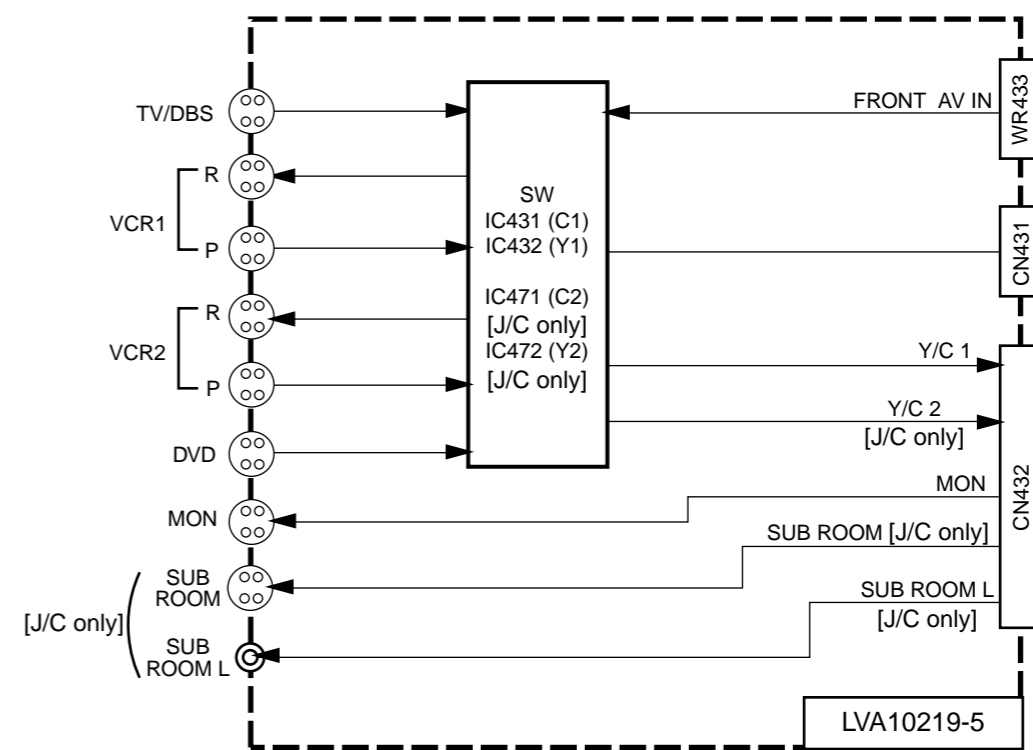 TV/DBS
R
VCR1
P
R
VCR2
P
DVD
MON
SUB
ROOM
[J/C only]
SUB
ROOM L
SW
IC431 (C1)
IC432 (Y1)
IC471 (C2)
[J/C only]
IC472 (Y2)
[J/C only]
FRONT AV IN
WR433
CN431
Y/C 1
Y/C 2
[J/C only]
MON
SUB ROOM [J/C only]
SUB ROOM L
[J/C only]
CN432
LVA10219-5